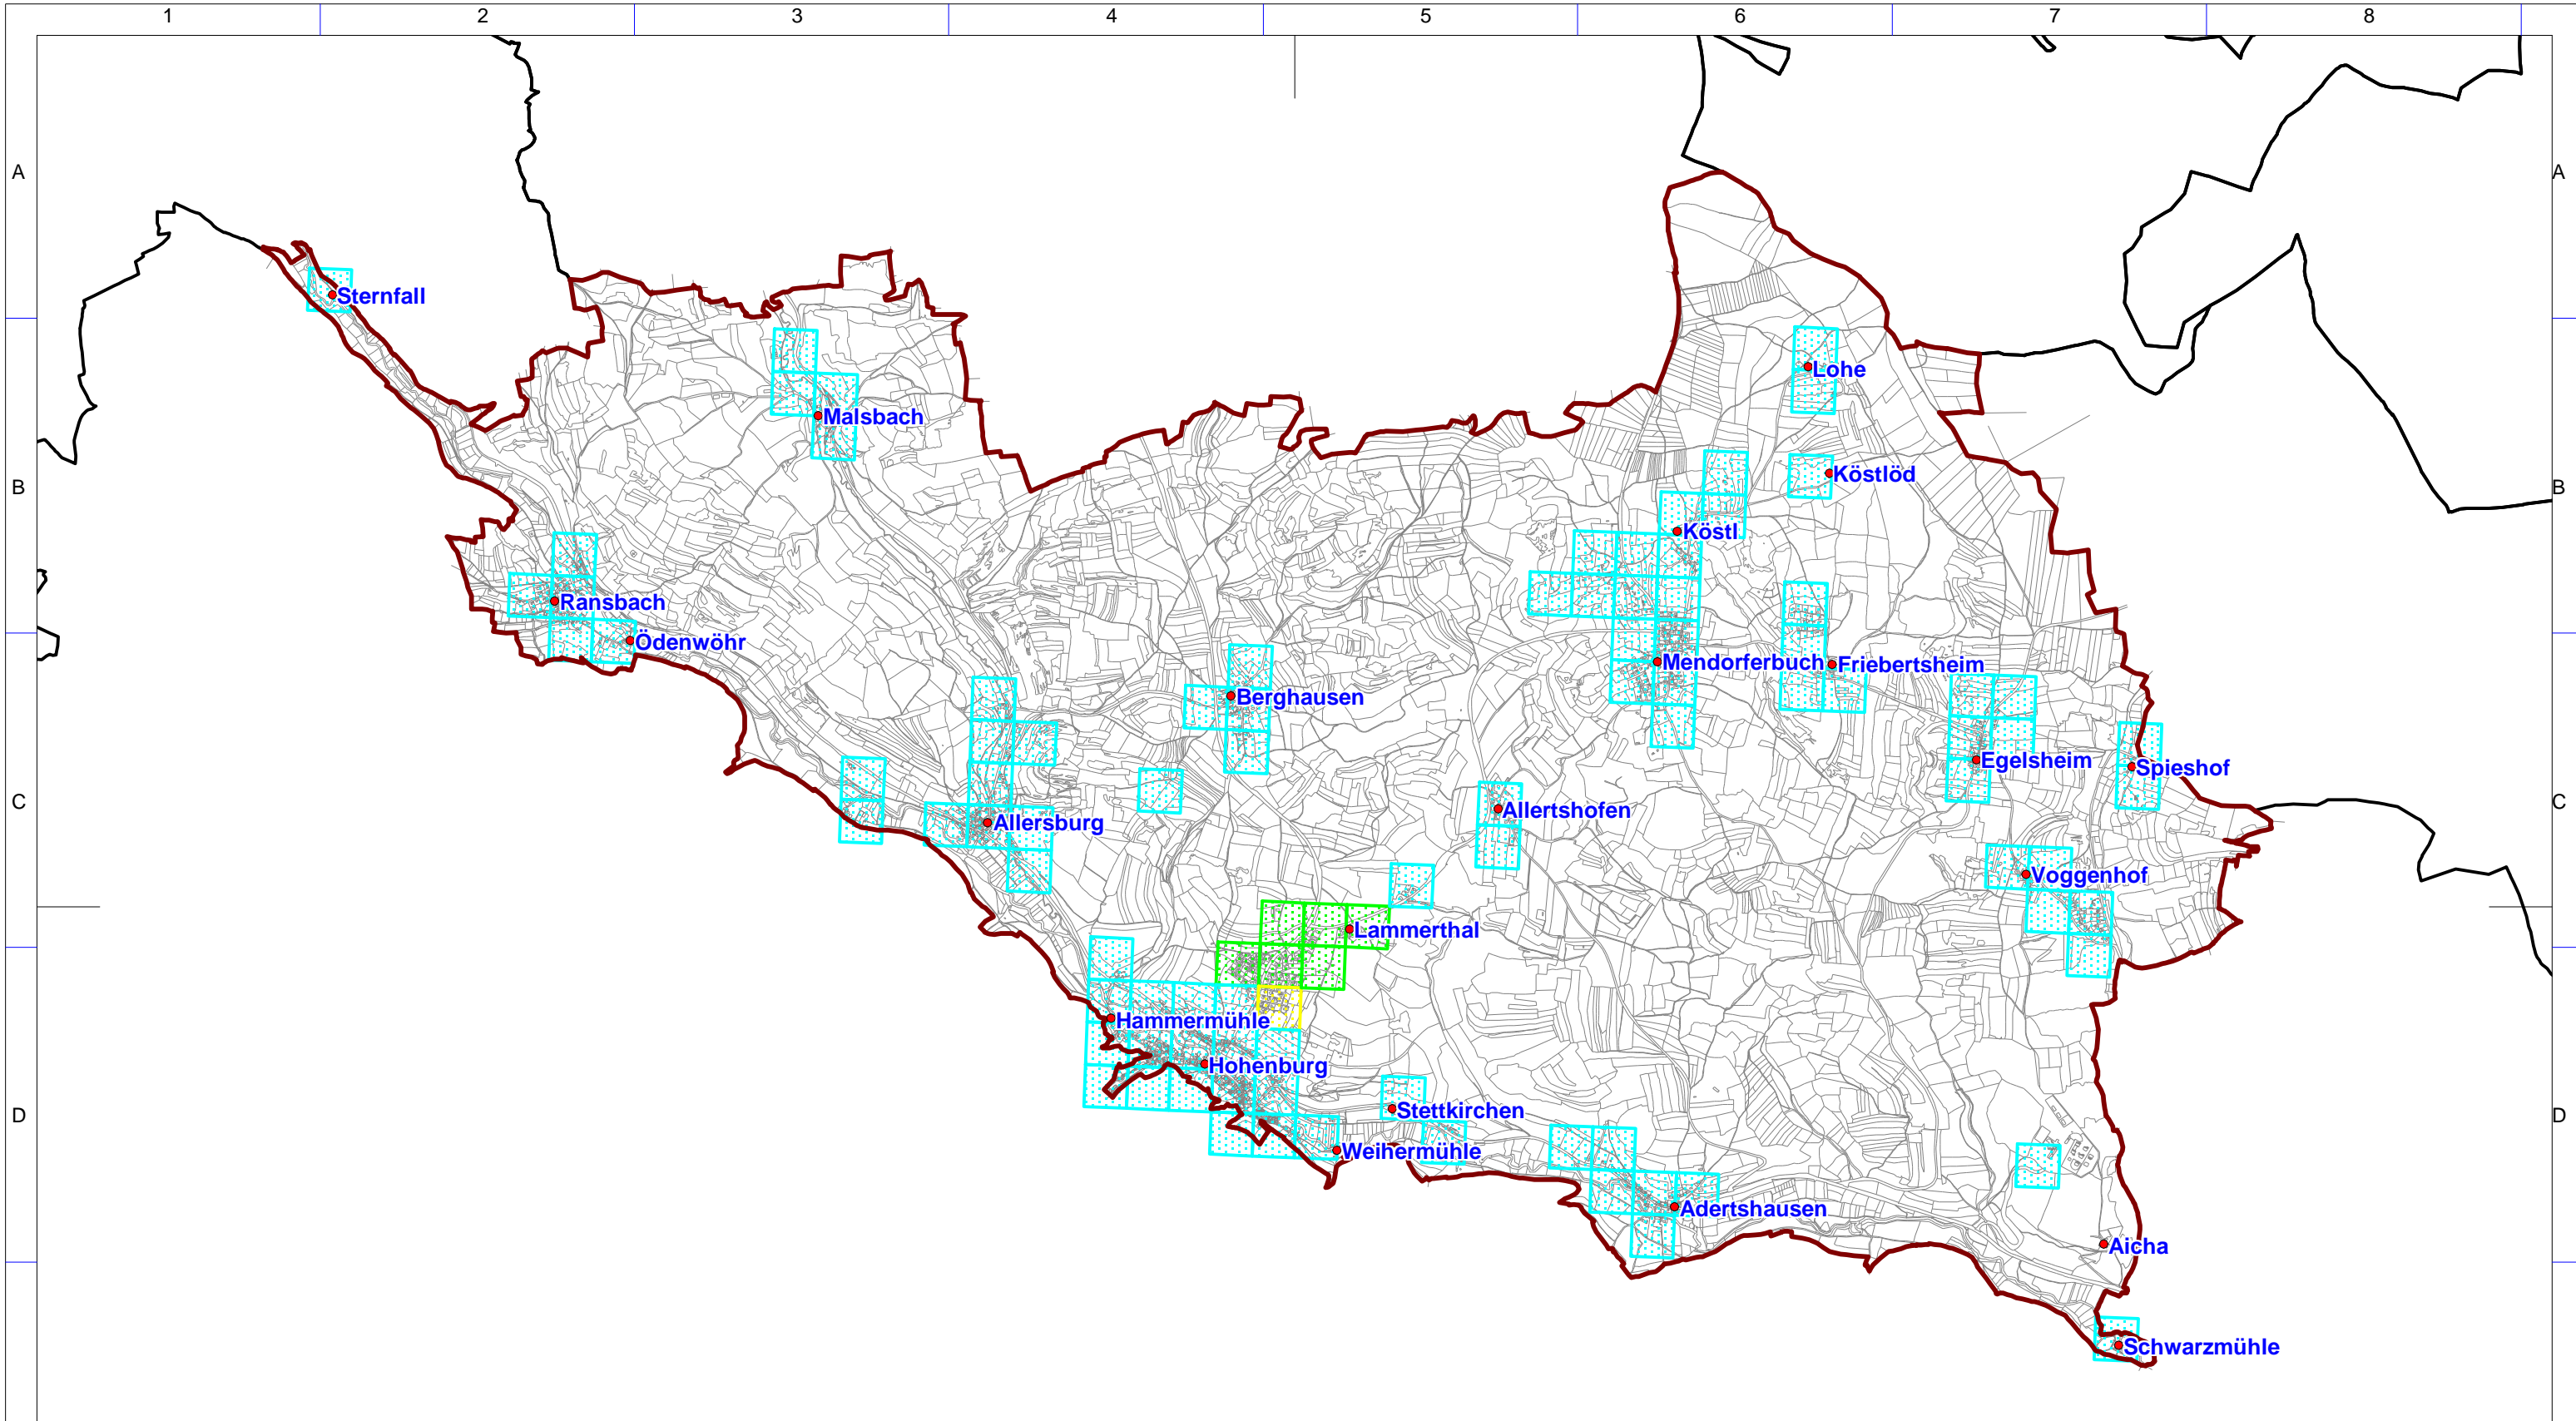 1 2 3 4 5 6 7 8
A A
Sternfall
Lohe
Malsbach
Köstlöd
B B
Köstl
Ransbach
Ödenwöhr
Mendorferbuch
Friebertsheim
Berghausen
Egelsheim
Spieshof
C C
Allertshofen
Allersburg
Voggenhof
Lammerthal
Hammermühle
Hohenburg
Stettkirchen
D D
Weihermühle
Adertshausen
Aicha
Schwarzmühle